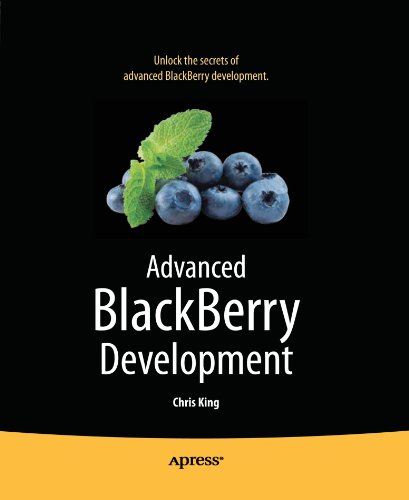 Unlock the secrets of
advanced BlackBerry development.
Advanced
BlackBerry
Development
Chris King
Apress®